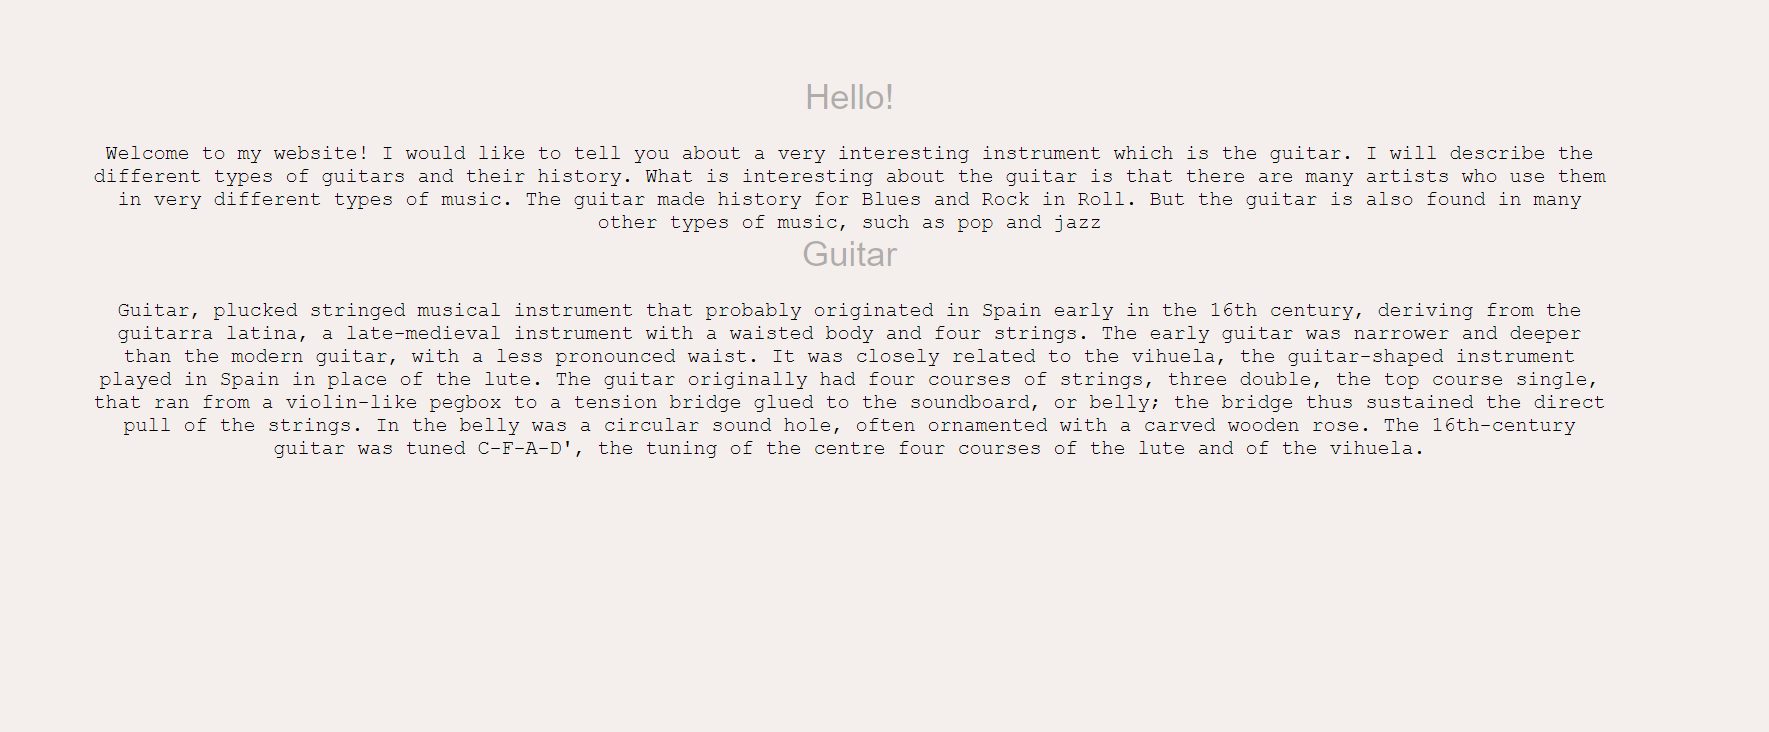 Hello!
Welcome to my website! I would like to tell you about a very interesting instrument which is the guitar. I will describe the
different types of guitars and their history. What is interesting about the guitar is that there are many artists who use them
in very different types of music. The guitar made history for Blues and Rock in Roll. But the guitar is also found in many
other types of music, such as pop and jazz
Guitar
Guitar, plucked stringed musical instrument that probably originated in Spain early in the 16th century, deriving from the
guitarra latina, a late-medieval instrument with a waisted body and four strings. The early guitar was narrower and deeper
than the modern guitar, with a less pronounced waist. It was closely related to the vihuela, the guitar-shaped instrument
played in Spain in place of the lute. The guitar originally had four courses of strings, three double, the top course single,
that ran from a violin-like pegbox to a tension bridge glued to the soundboard, or belly; the bridge thus sustained the direct
pull of the strings. In the belly was a circular sound hole, often ornamented with a carved wooden rose. The 16th-century
guitar was tuned C-F-A-D', the tuning of the centre four courses of the lute and of the vihuela.